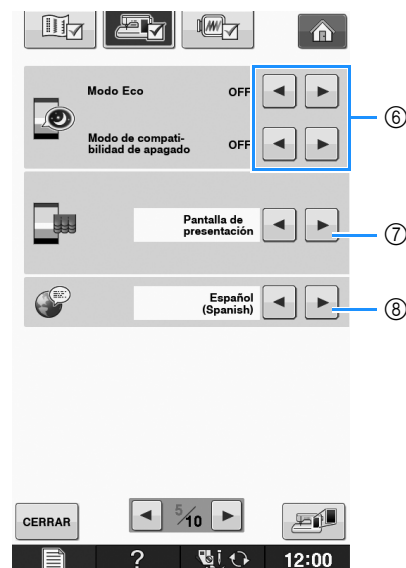 Modo Eco OFF
⑥
Modo de compati-
bilidad de apagado OFF
Pantalla de
presentación
⑦
Español
(Spanish)
⑧
CERRAR
5/10
?
12:00